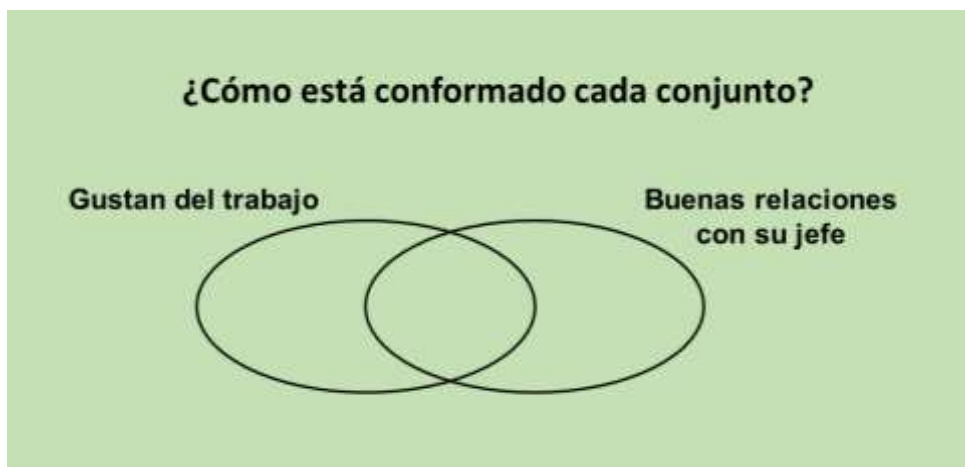 ¿Cómo está conformado cada conjunto?
Gustan del trabajo
Buenas relaciones
con su jefe